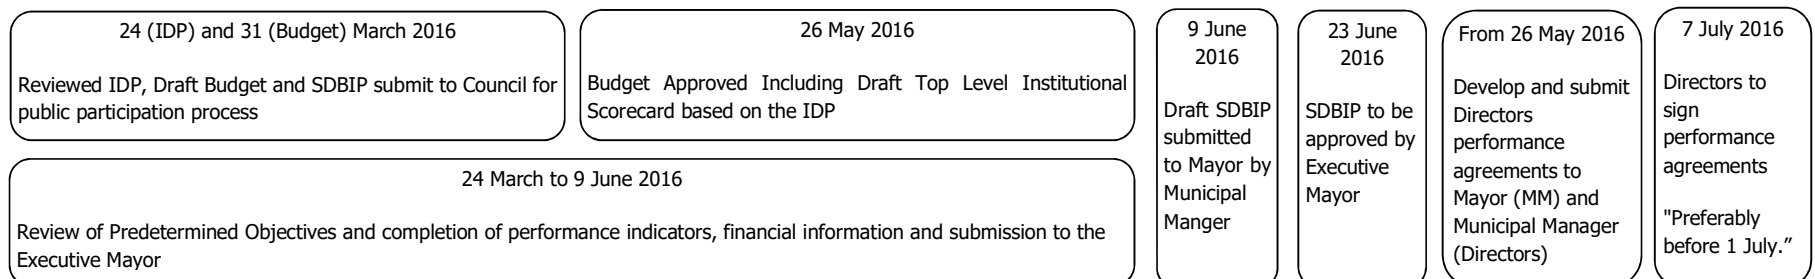 24 (IDP) and 31 (Budget) March 2016
Reviewed IDP, Draft Budget and SDBIP submit to Council for
public participation process
26 May 2016
Budget Approved Including Draft Top Level Institutional
Scorecard based on the IDP
24 March to 9 June 2016
Review of Predetermined Objectives and completion of performance indicators, financial information and submission to the
Executive Mayor
9 June
2016
Draft SDBIP
submitted
to Mayor by
Municipal
Manger
23 June
2016
SDBIP to be
approved by
Executive
Mayor
From 26 May 2016
Develop and submit
Directors
performance
agreements to
Mayor (MM) and
Municipal Manager
(Directors)
7 July 2016
Directors to
sign
performance
agreements
"Preferably
before 1 July.”